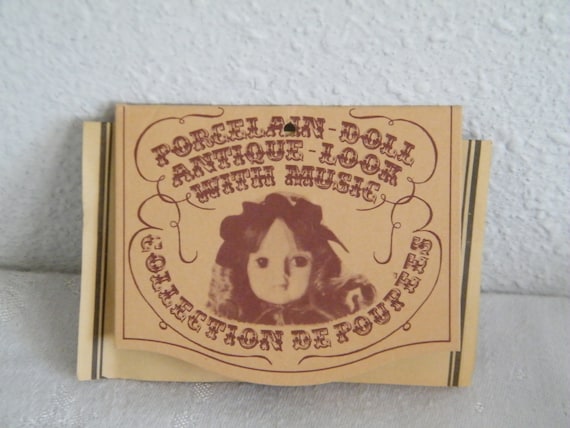 PORCELAIN-DOLL
ANTIQUE-LOOK
WITH MUSIC
COLLECTION DE POUPÉES